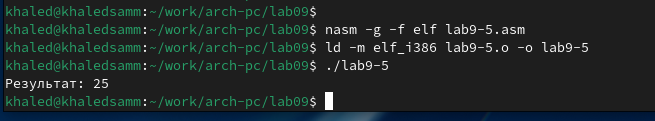 khaled@khaledsamm:~/work/arch-pc/lab09$
khaled@khaledsamm:~/work/arch-pc/lab09$ nasm -g -f elf lab9-5.asm
khaled@khaledsamm:~/work/arch-pc/lab09$ ld -m elf_i386 lab9-5.o -o lab9-5
khaled@khaledsamm:~/work/arch-pc/lab09$ ./lab9-5
Результат: 25
khaled@khaledsamm:~/work/arch-pc/lab09$